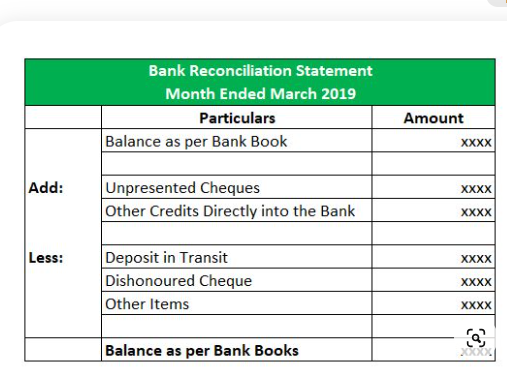 Bank Reconciliation Statement
Month Ended March 2019
Particulars Amount
Balance as per Bank Book xxxx
Add: Unpresented Cheques xxxx
Other Credits Directly into the Bank xxxx
Less: Deposit in Transit xxxx
Dishonoured Cheque xxxx
Other Items xxxx
Balance as per Bank Books xxxx